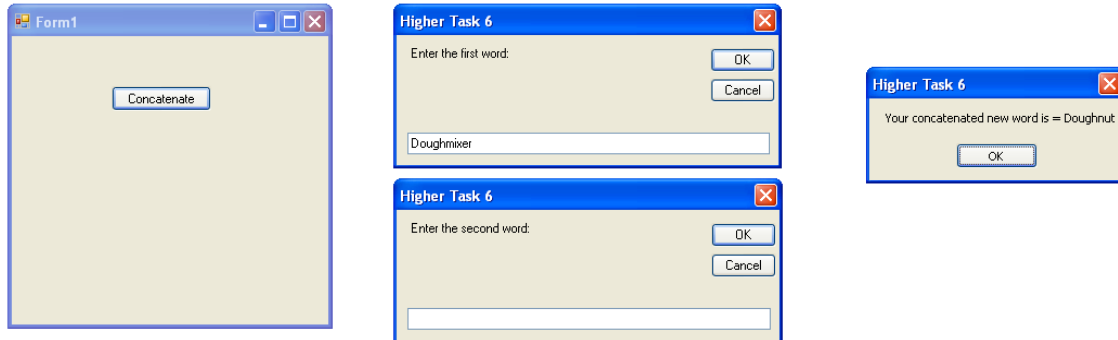 Form1
Concatenate
Higher Task 6
Enter the first word:
OK
Cancel
Doughmixer
Higher Task 6
Enter the second word:
OK
Cancel
Higher Task 6
Your concatenated new word is = Doughnut
OK